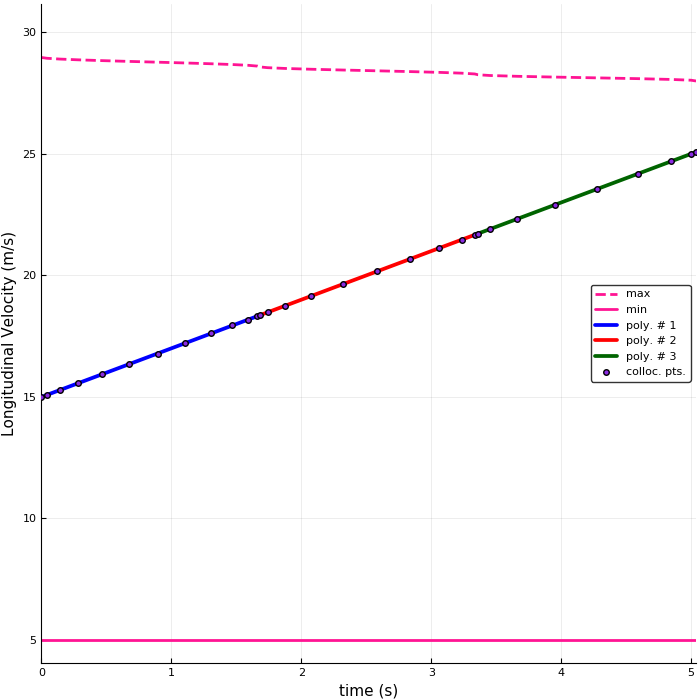 30
25
20
15
10
5
Longitudinal Velocity (m/s)
max
min
poly. # 1
poly. # 2
poly. # 3
colloc. pts.
0 1 2 3 4 5
time (s)